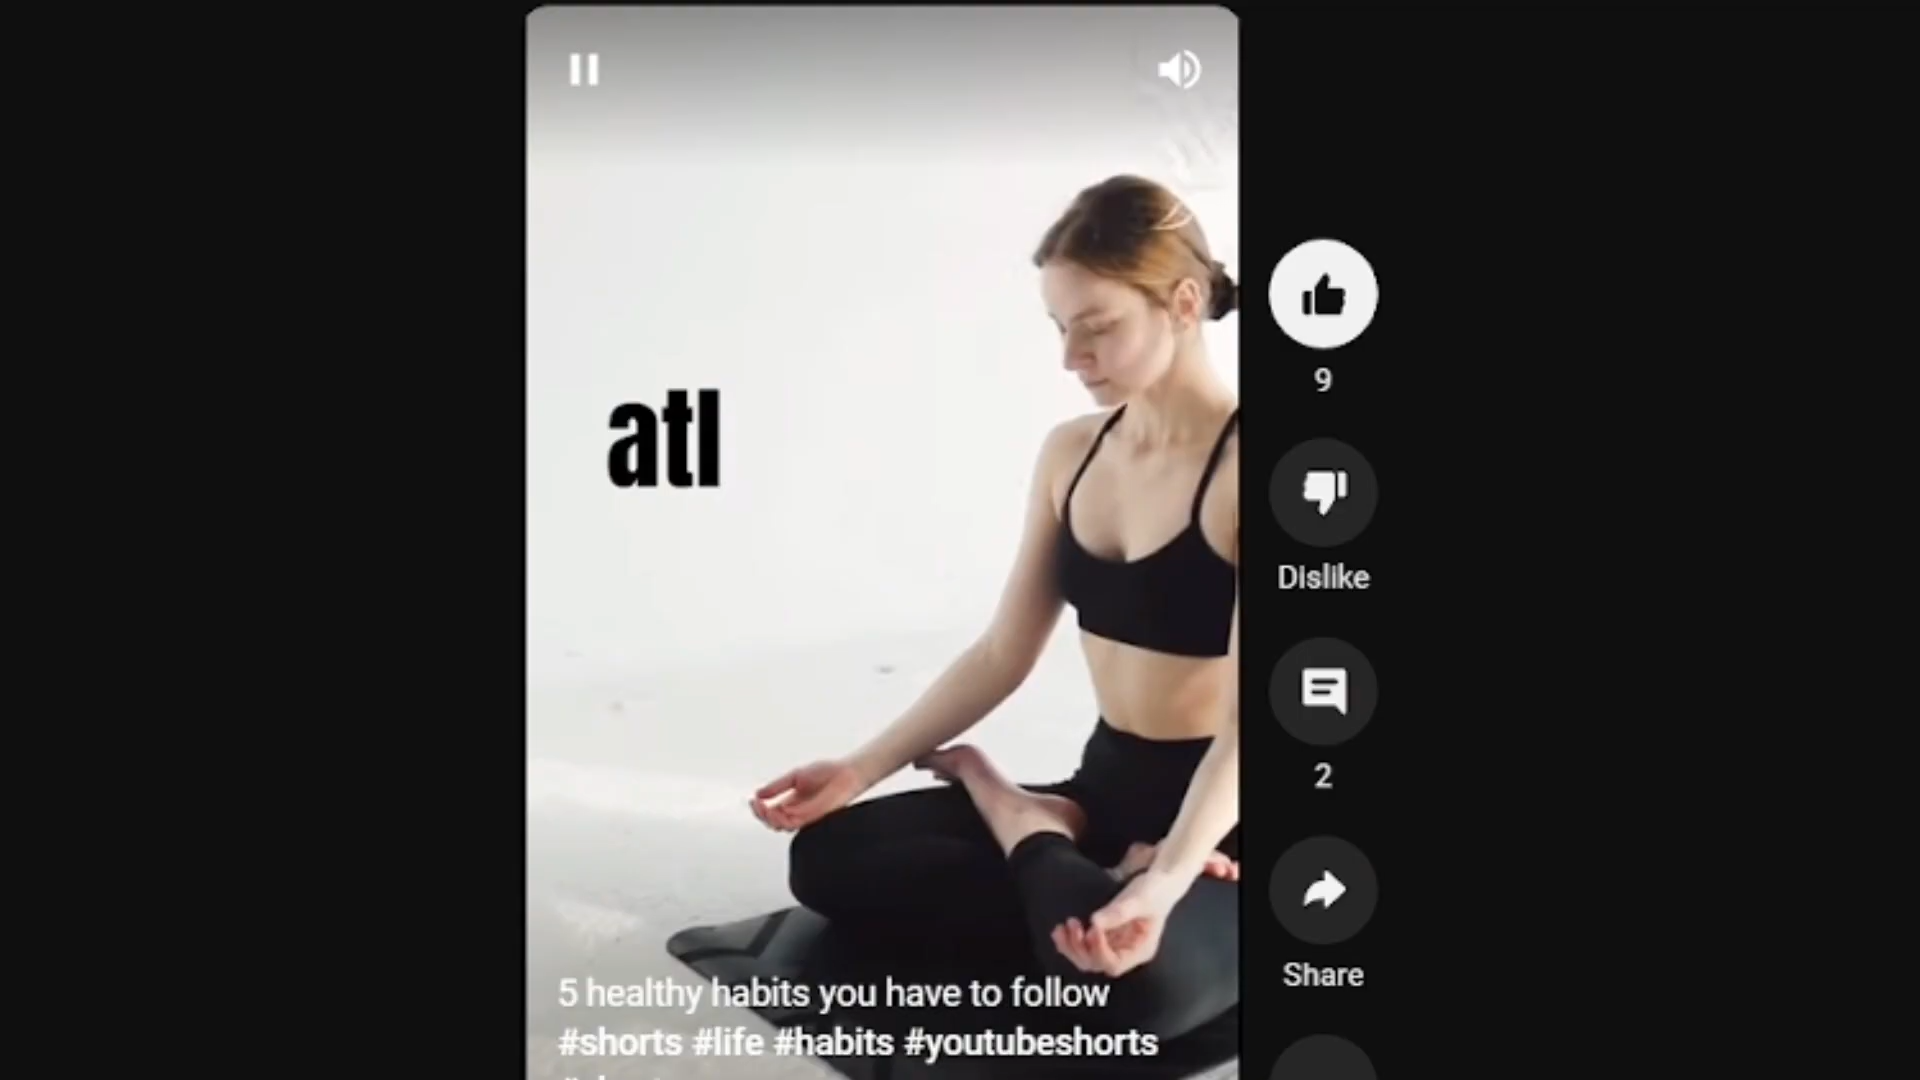 atl
9
Dislike
2
Share
5 healthy habits you have to follow
#shorts #life #habits #youtubeshorts